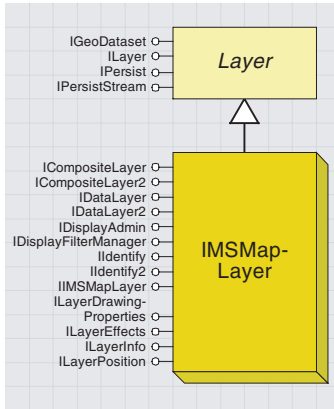 IGeoDataset
ILayer
IPersist
IPersistStream
Layer
ICompositeLayer
ICompositeLayer2
IDataLayer
IDataLayer2
IDisplayAdmin
IDisplayFilterManager
IIdentify
IIdentify2
IIMSMapLayer
ILayerDrawing-
Properties
ILayerEffects
ILayerInfo
ILayerPosition
IMSMap-
Layer